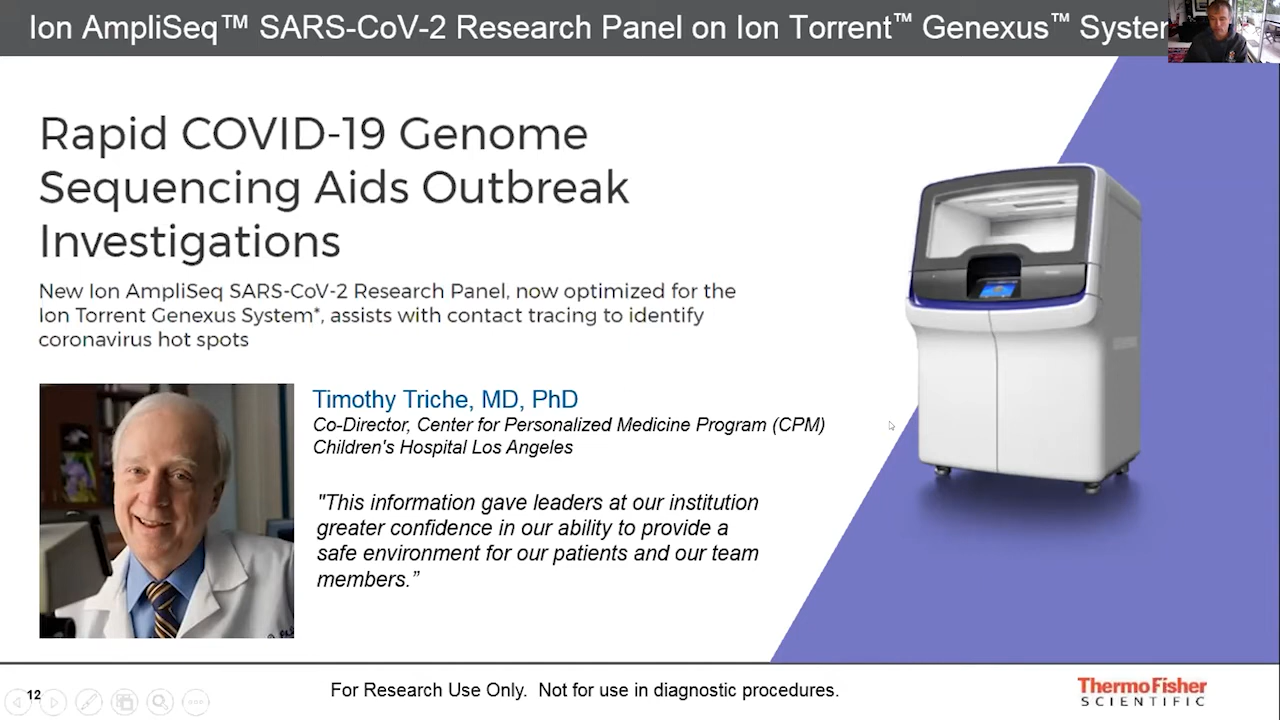 Ion AmpliSeq™ SARS-CoV-2 Research Panel on Ion Torrent™ Genexus™ System
Rapid COVID-19 Genome
Sequencing Aids Outbreak
Investigations
New Ion AmpliSeq SARS-CoV-2 Research Panel, now optimized for the
Ion Torrent Genexus System*, assists with contact tracing to identify
coronavirus hot spots
Timothy Triche, MD, PhD
Co-Director, Center for Personalized Medicine Program (CPM)
Children's Hospital Los Angeles
"This information gave leaders at our institution
greater confidence in our ability to provide a
safe environment for our patients and our team
members.”
12
For Research Use Only. Not for use in diagnostic procedures.
ThermoFisher
SCIENTIFIC